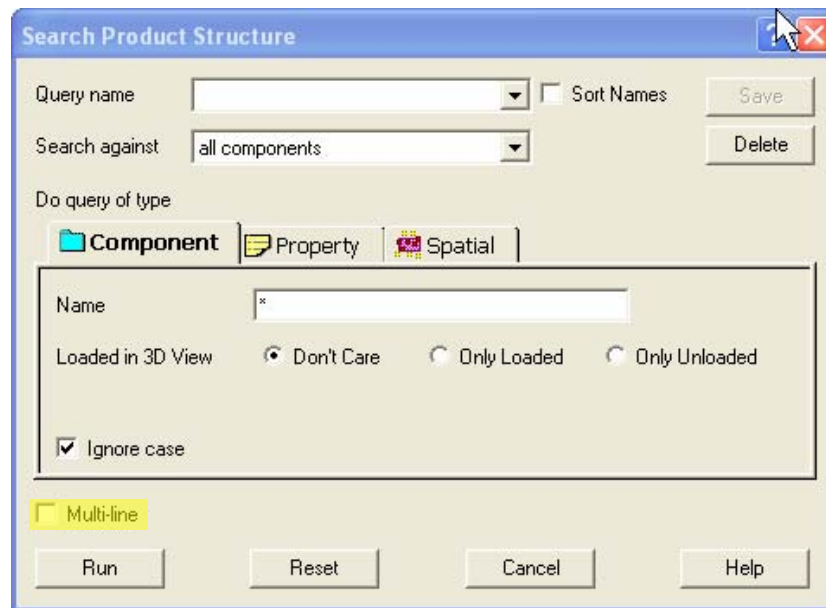 Search Product Structure
Query name Sort Names Save
Search against all components Delete
Do query of type
Component Property Spatial
Name *
Loaded in 3D View Don't Care Only Loaded Only Unloaded
Ignore case
Multi-line
Run Reset Cancel Help